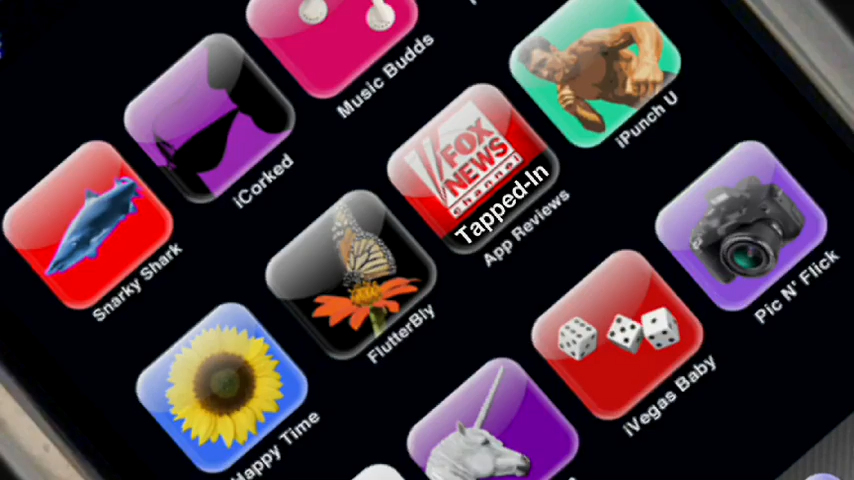 Music Budds
iPunch U
iCorked
FOX
NEWS
channel
Tapped-In
App Reviews
Snarky Shark
FlutterBly
Pic N' Flick
Happy Time
iVegas Baby